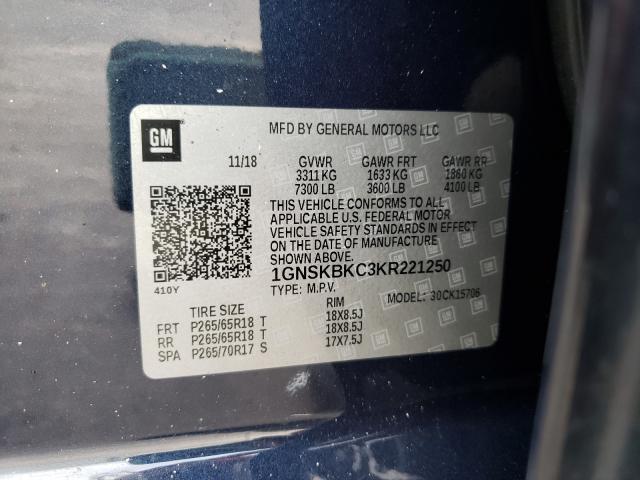 GM
MFD BY GENERAL MOTORS LLC
11/18 GVWR GAWR FRT GAWR RR
3311 KG 1633 KG 1860 KG
7300 LB 3600 LB 4100 LB
THIS VEHICLE CONFORMS TO ALL
APPLICABLE U.S. FEDERAL MOTOR
VEHICLE SAFETY STANDARDS IN EFFECT
ON THE DATE OF MANUFACTURE
SHOWN ABOVE.
1GNSKBKC3KR221250
410Y
TYPE: M.P.V. MODEL: 30CK15706
TIRE SIZE RIM
FRT P265/65R18 T 18X8.5J
RR P265/65R18 T 18X8.5J
SPA P265/70R17 S 17X7.5J